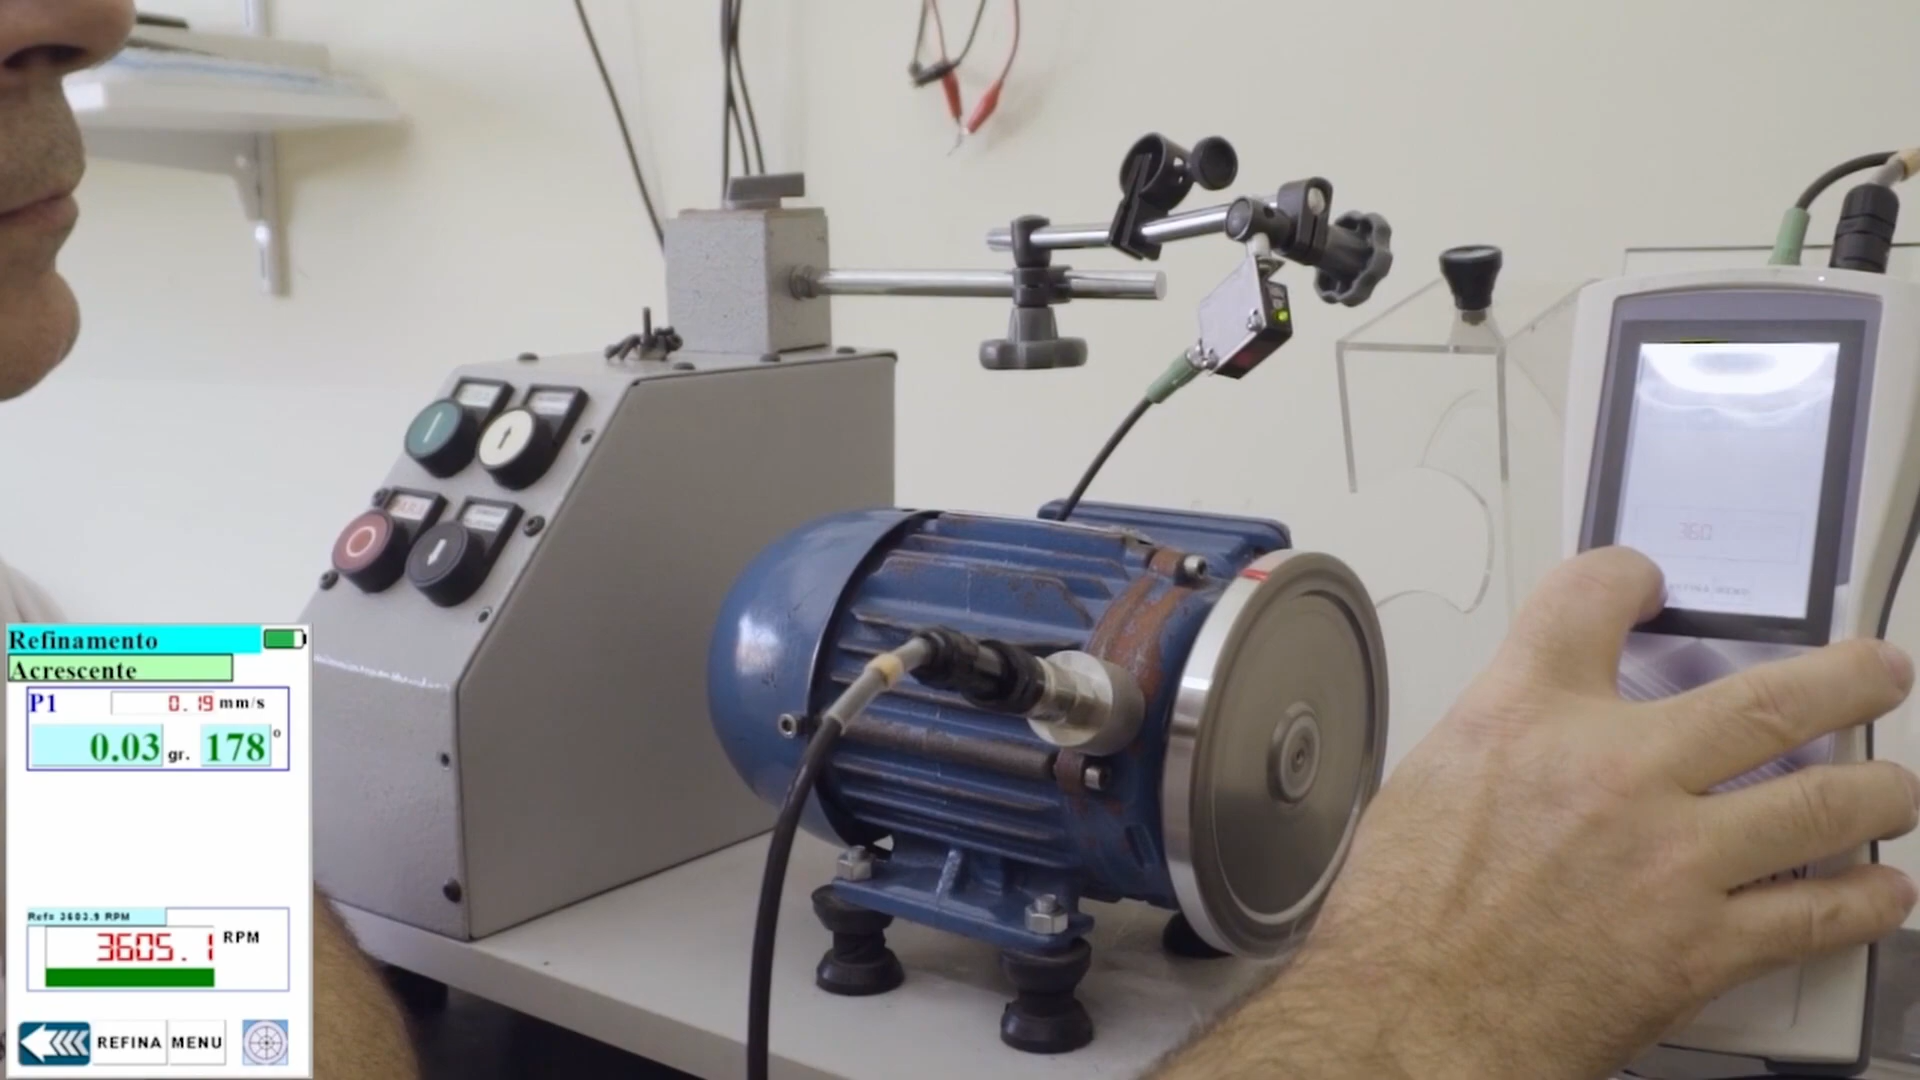 Refinamento
Acrescente
P1 0.19 mm/s
0.03 gr. 178°
Ref= 3603.9 RPM
3605.1 RPM
REFINA MENU